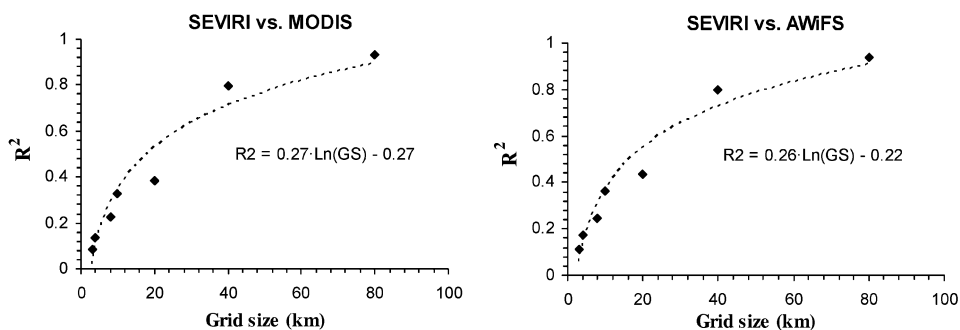 SEVIRI vs. MODIS
1
0.8
0.6
0.4
0.2
0
R²
R2 = 0.27·Ln(GS) - 0.27
0 20 40 60 80 100
Grid size (km)
SEVIRI vs. AWiFS
1
0.8
0.6
0.4
0.2
0
R²
R2 = 0.26·Ln(GS) - 0.22
0 20 40 60 80 100
Grid size (km)